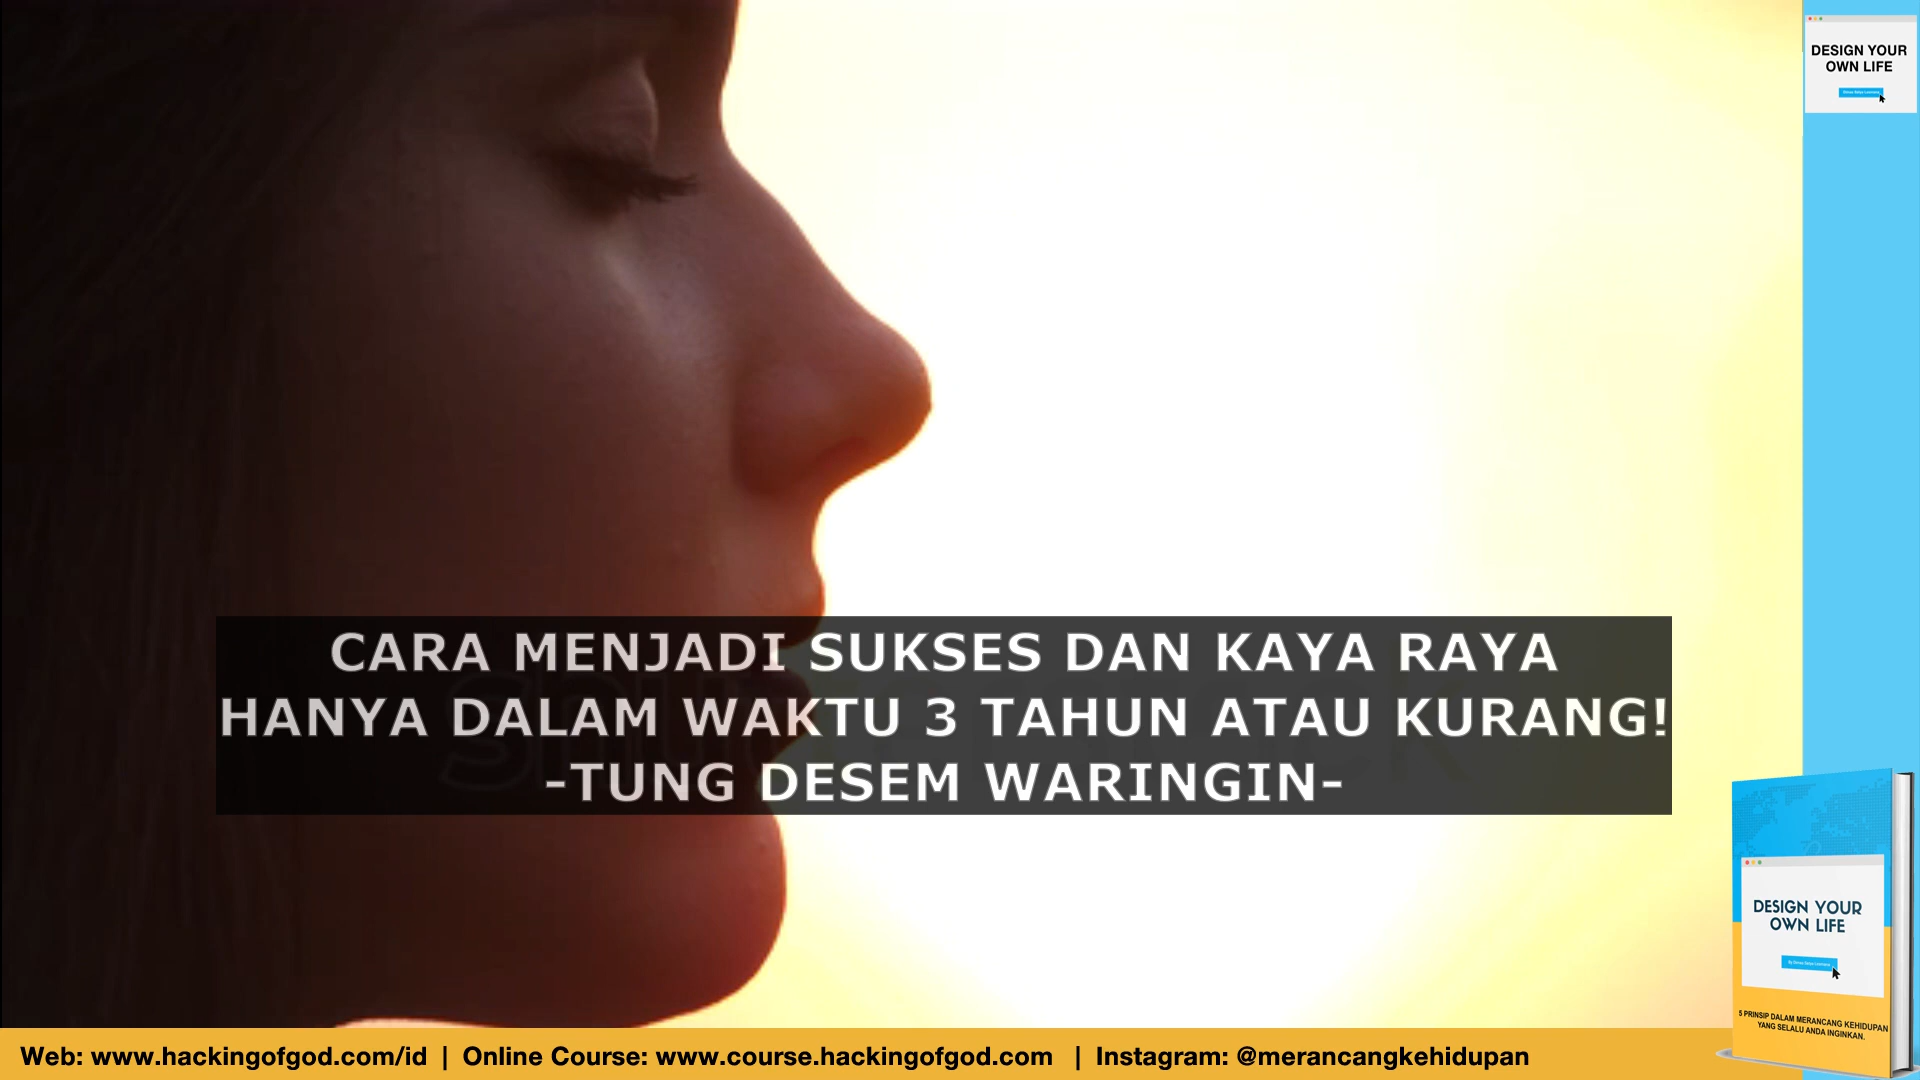 DESIGN YOUR
OWN LIFE
CARA MENJADI SUKSES DAN KAYA RAYA
HANYA DALAM WAKTU 3 TAHUN ATAU KURANG!
-TUNG DESEM WARINGIN-
DESIGN YOUR
OWN LIFE
5 PRINSIP DALAM MERANCANG KEHIDUPAN
YANG SELALU ANDA INGINKAN.
Web: www.hackingofgod.com/id | Online Course: www.course.hackingofgod.com | Instagram: @merancangkehidupan